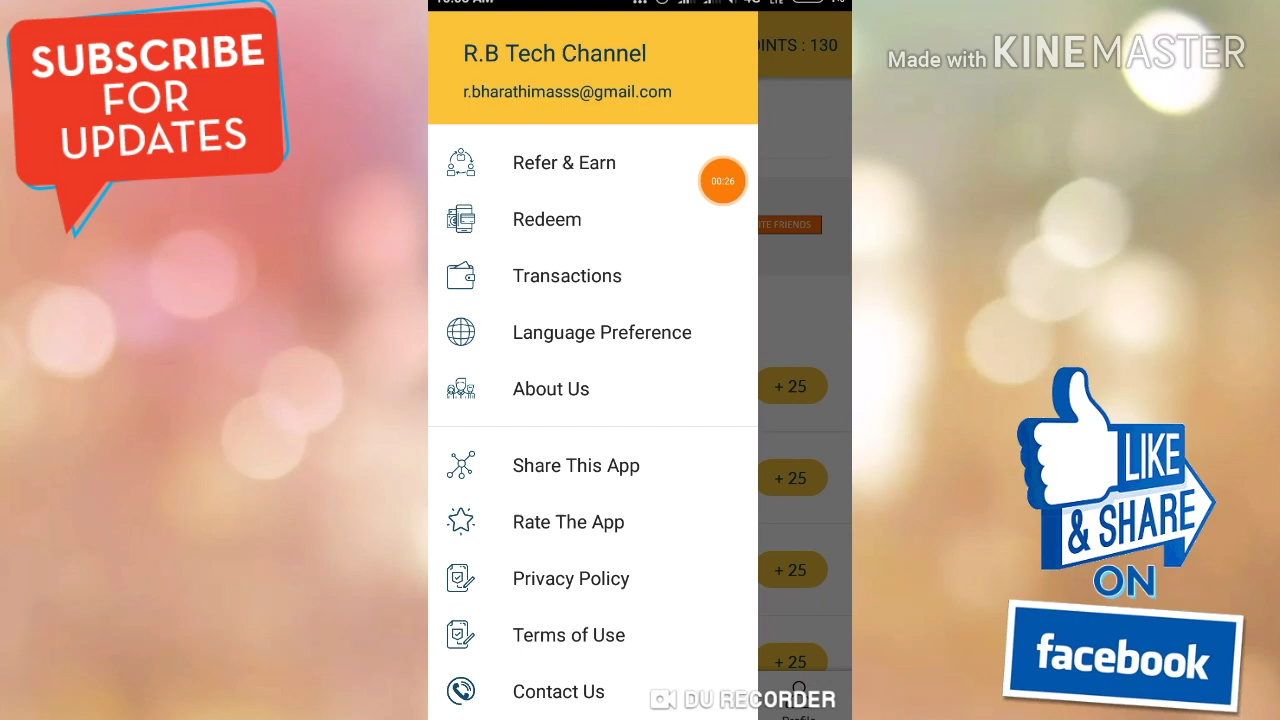 SUBSCRIBE
FOR
UPDATES
R.B Tech Channel
r.bharathimasss@gmail.com
Refer & Earn
Redeem
Transactions
Language Preference
About Us
Share This App
Rate The App
Privacy Policy
Terms of Use
Contact Us
00:26
INTS : 130
ITE FRIENDS
+ 25
+ 25
+ 25
+ 25
DU RECORDER
Made with KINEMASTER
LIKE
& SHARE
ON
facebook